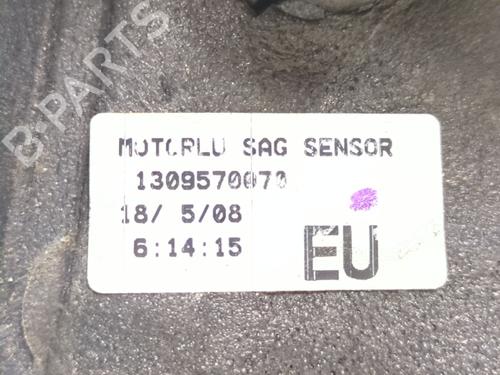 B-PARTS
MOTORLU SAG SENSOR
1309570070
18/ 5/08
6:14:15
EU